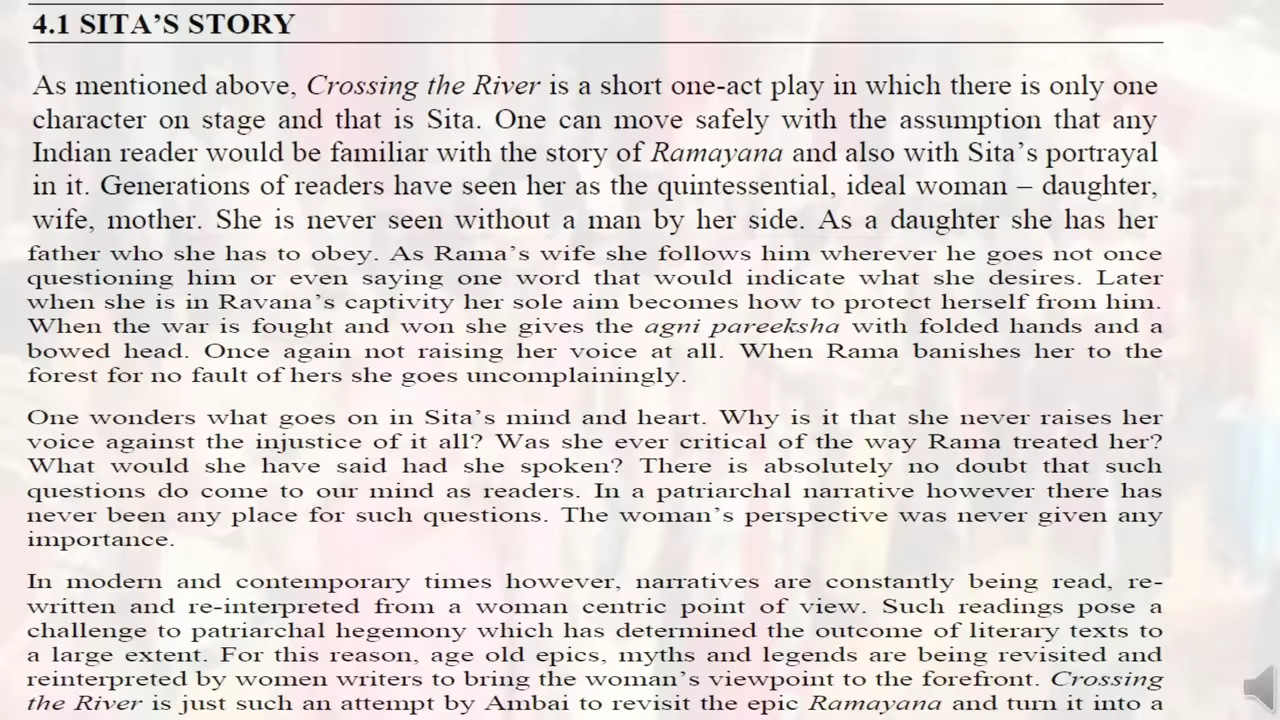 4.1 SITA’S STORY
As mentioned above, Crossing the River is a short one-act play in which there is only one
character on stage and that is Sita. One can move safely with the assumption that any
Indian reader would be familiar with the story of Ramayana and also with Sita’s portrayal
in it. Generations of readers have seen her as the quintessential, ideal woman – daughter,
wife, mother. She is never seen without a man by her side. As a daughter she has her
father who she has to obey. As Rama’s wife she follows him wherever he goes not once
questioning him or even saying one word that would indicate what she desires. Later
when she is in Ravana’s captivity her sole aim becomes how to protect herself from him.
When the war is fought and won she gives the agni pareeksha with folded hands and a
bowed head. Once again not raising her voice at all. When Rama banishes her to the
forest for no fault of hers she goes uncomplainingly.
One wonders what goes on in Sita’s mind and heart. Why is it that she never raises her
voice against the injustice of it all? Was she ever critical of the way Rama treated her?
What would she have said had she spoken? There is absolutely no doubt that such
questions do come to our mind as readers. In a patriarchal narrative however there has
never been any place for such questions. The woman’s perspective was never given any
importance.
In modern and contemporary times however, narratives are constantly being read, re-
written and re-interpreted from a woman centric point of view. Such readings pose a
challenge to patriarchal hegemony which has determined the outcome of literary texts to
a large extent. For this reason, age old epics, myths and legends are being revisited and
reinterpreted by women writers to bring the woman’s viewpoint to the forefront. Crossing
the River is just such an attempt by Ambai to revisit the epic Ramayana and turn it into a